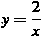 y = 2/x